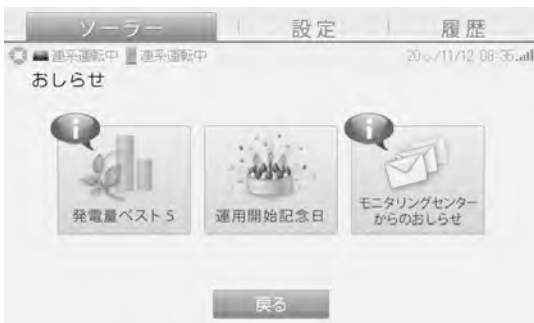 ソーラー 設定 履歴
連系運転中 連系運転中 20○○/11/12 08:35
おしらせ
発電量ベスト5
運用開始記念日
モニタリングセンター
からのおしらせ
戻る